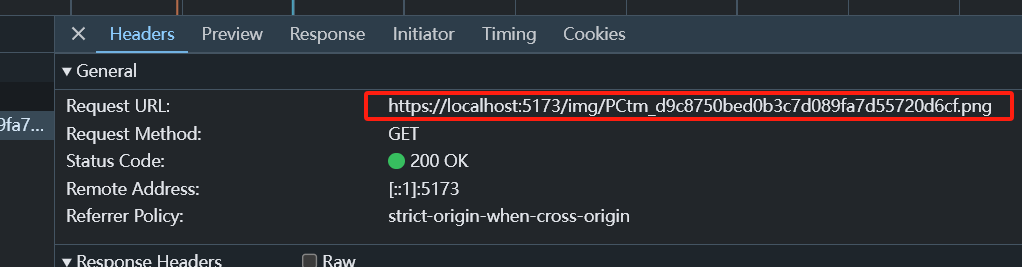 Headers Preview Response Initiator Timing Cookies
General
Request URL: https://localhost:5173/img/PCtm_d9c8750bed0b3c7d089fa7d55720d6cf.png
9fa7...
Request Method: GET
Status Code: 200 OK
Remote Address: [::1]:5173
Referrer Policy: strict-origin-when-cross-origin
Response Headers Raw